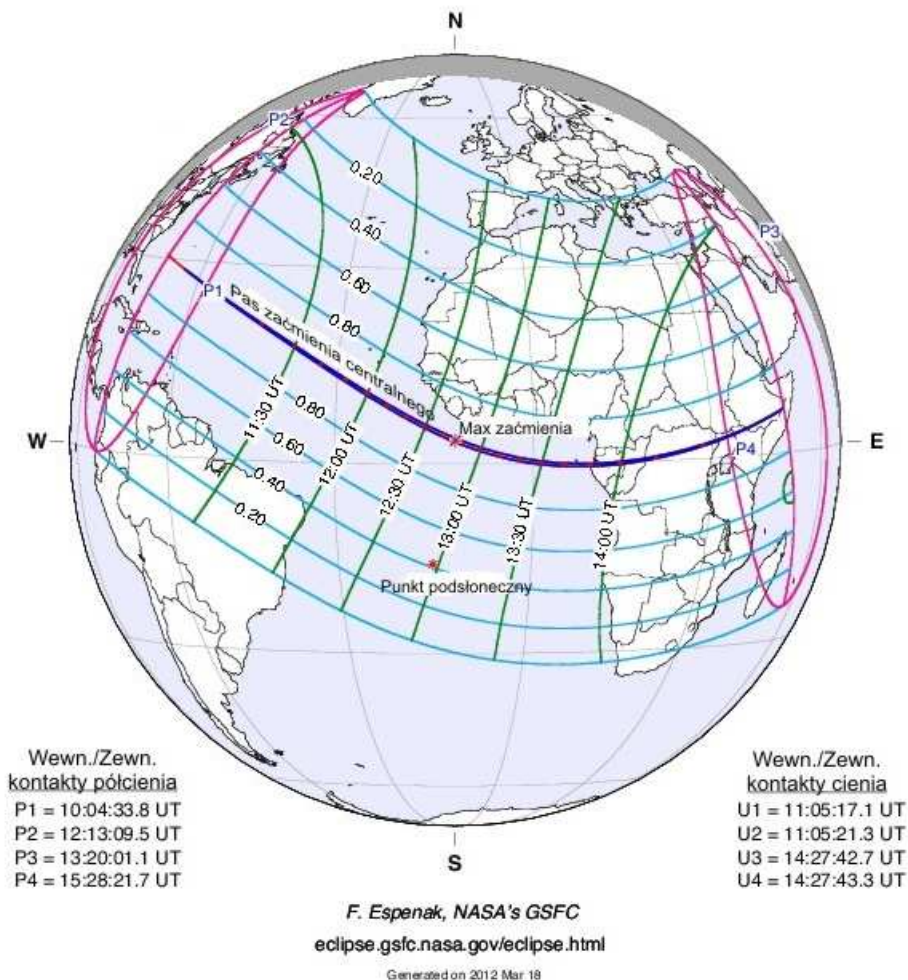 N
P2
0.20
P3
0.40
0.60
P1
Pas zaćmienia centralnego
0.80
W
E
Max zaćmienia
P4
11:30 UT
0.80
12:00 UT
0.60
12:30 UT
0.40
13:00 UT
13:30 UT
14:00 UT
0.20
Punkt podsłoneczny
S
Wewn./Zewn.
kontakty półcienia
P1 = 10:04:33.8 UT
P2 = 12:13:09.5 UT
P3 = 13:20:01.1 UT
P4 = 15:28:21.7 UT
Wewn./Zewn.
kontakty cienia
U1 = 11:05:17.1 UT
U2 = 11:05:21.3 UT
U3 = 14:27:42.7 UT
U4 = 14:27:43.3 UT
F. Espenak, NASA's GSFC
eclipse.gsfc.nasa.gov/eclipse.html
Generated on 2012 Mar 18